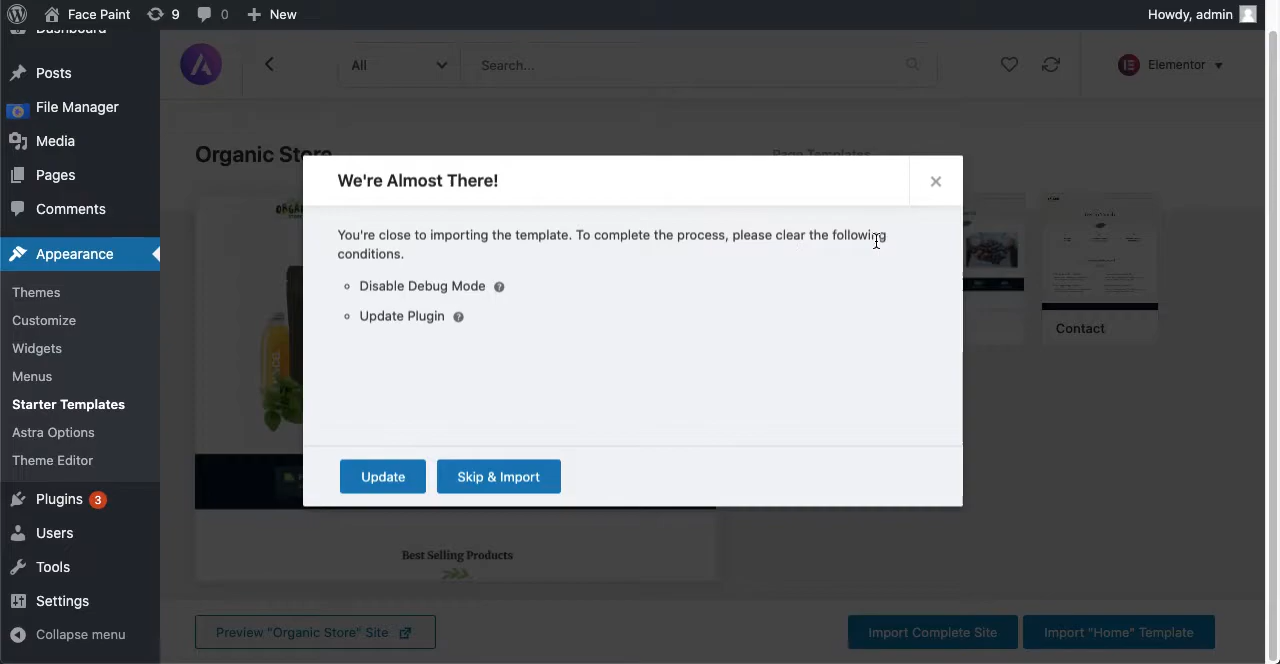 Face Paint
9
0
New
Howdy, admin
Dashboard
Posts
File Manager
Media
Pages
Comments
Appearance
Themes
Customize
Widgets
Menus
Starter Templates
Astra Options
Theme Editor
Plugins 3
Users
Tools
Settings
Collapse menu
All
Search...
Elementor
Organic Store
Page Templates
We're Almost There!
You're close to importing the template. To complete the process, please clear the following
conditions.
Disable Debug Mode ?
Update Plugin ?
Update
Skip & Import
Contact
Best Selling Products
Preview "Organic Store" Site
Import Complete Site
Import "Home" Template